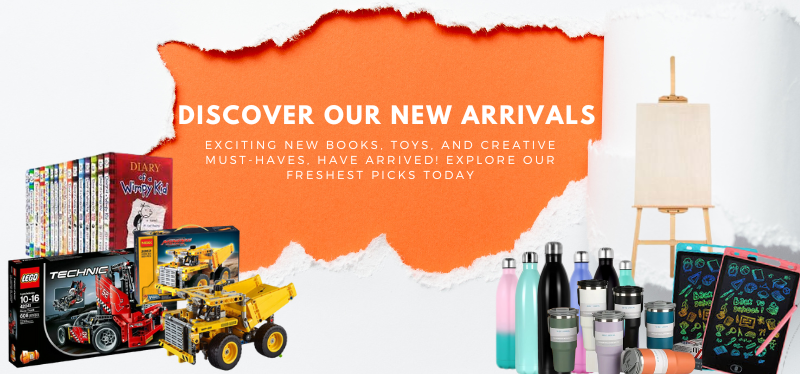 DISCOVER OUR NEW ARRIVALS
EXCITING NEW BOOKS, TOYS, AND CREATIVE
MUST-HAVES, HAVE ARRIVED! EXPLORE OUR
FRESHEST PICKS TODAY
DIARY
of a
Wimpy Kid
LEGO
TECHNIC
10-16